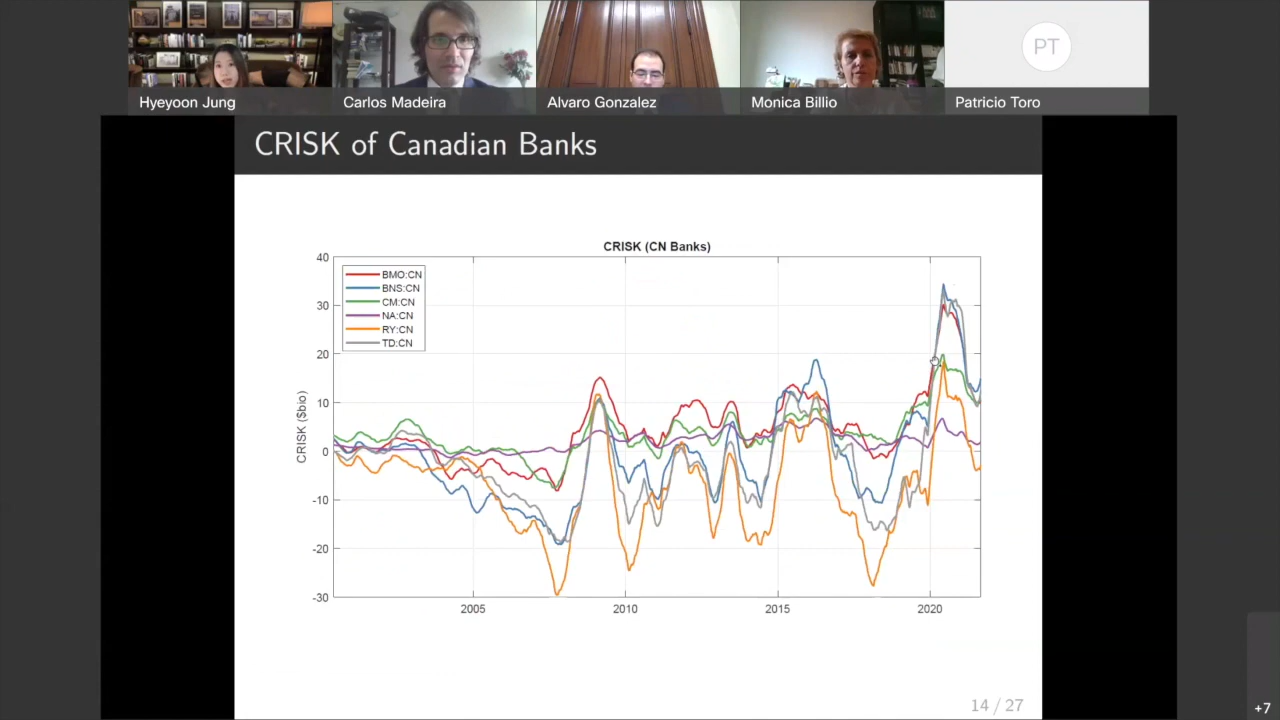 Hyeyoon Jung
Carlos Madeira
Alvaro Gonzalez
Monica Billio
PT
Patricio Toro
CRISK of Canadian Banks
CRISK (CN Banks)
BMO:CN
BNS:CN
CM:CN
NA:CN
RY:CN
TD:CN
CRISK ($bio)
40
30
20
10
0
-10
-20
-30
2005
2010
2015
2020
14 / 27
+7